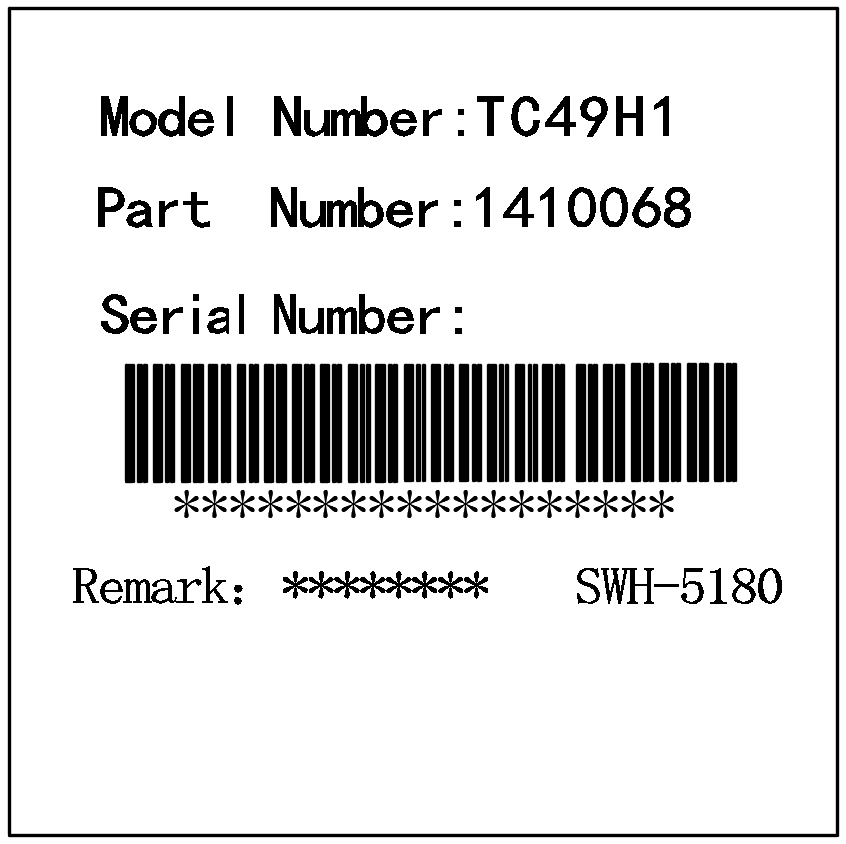 Model Number:TC49H1
Part Number:1410068
Serial Number:
******************
Remark: ******** SWH-5180